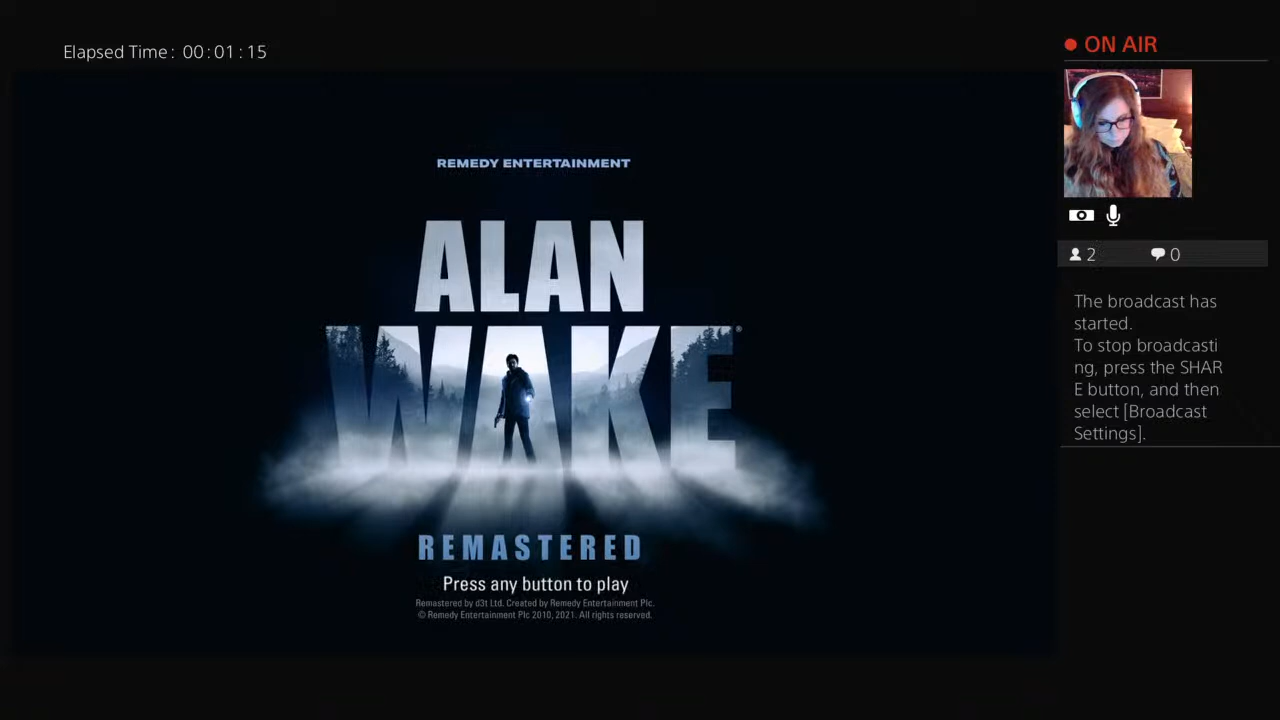 Elapsed Time: 00:01:15
ON AIR
REMEDY ENTERTAINMENT
ALAN
WAKE®
REMASTERED
Press any button to play
Remastered by d3t Ltd. Created by Remedy Entertainment Plc.
© Remedy Entertainment Plc 2010, 2021. All rights reserved.
2 0
The broadcast has
started.
To stop broadcasti
ng, press the SHAR
E button, and then
select [Broadcast
Settings].